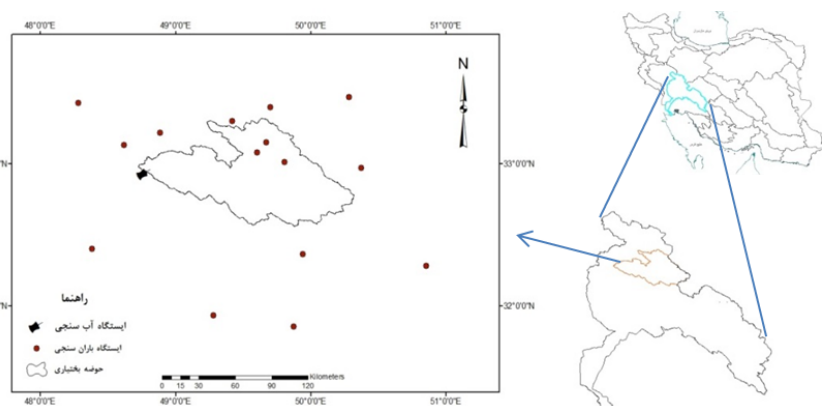 48°0'0"E 49°0'0"E 50°0'0"E 51°0'0"E
N
33°0'0"N
32°0'0"N
راهنما
ایستگاه آب سنجی
ایستگاه باران سنجی
حوضه بختیاری
Kilometers
0 15 30 60 90 120
48°0'0"E 49°0'0"E 50°0'0"E 51°0'0"E